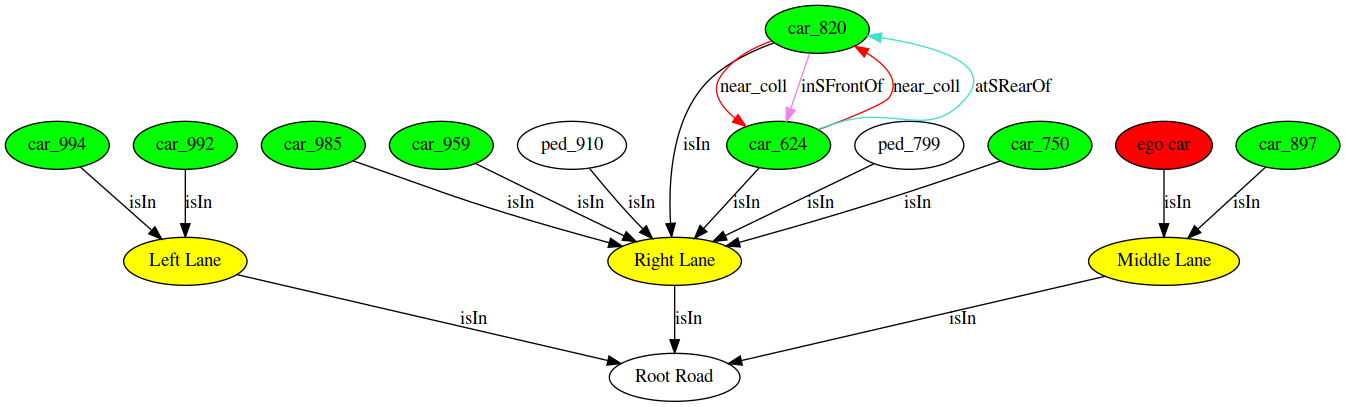 car_820
near_coll inSFrontOf near_coll atSRearOf
car_994 car_992 car_985 car_959 ped_910 isIn car_624 ped_799 car_750 ego car car_897
isIn isIn isIn isIn isIn isIn isIn isIn isIn isIn
Left Lane Right Lane Middle Lane
isIn isIn isIn
Root Road